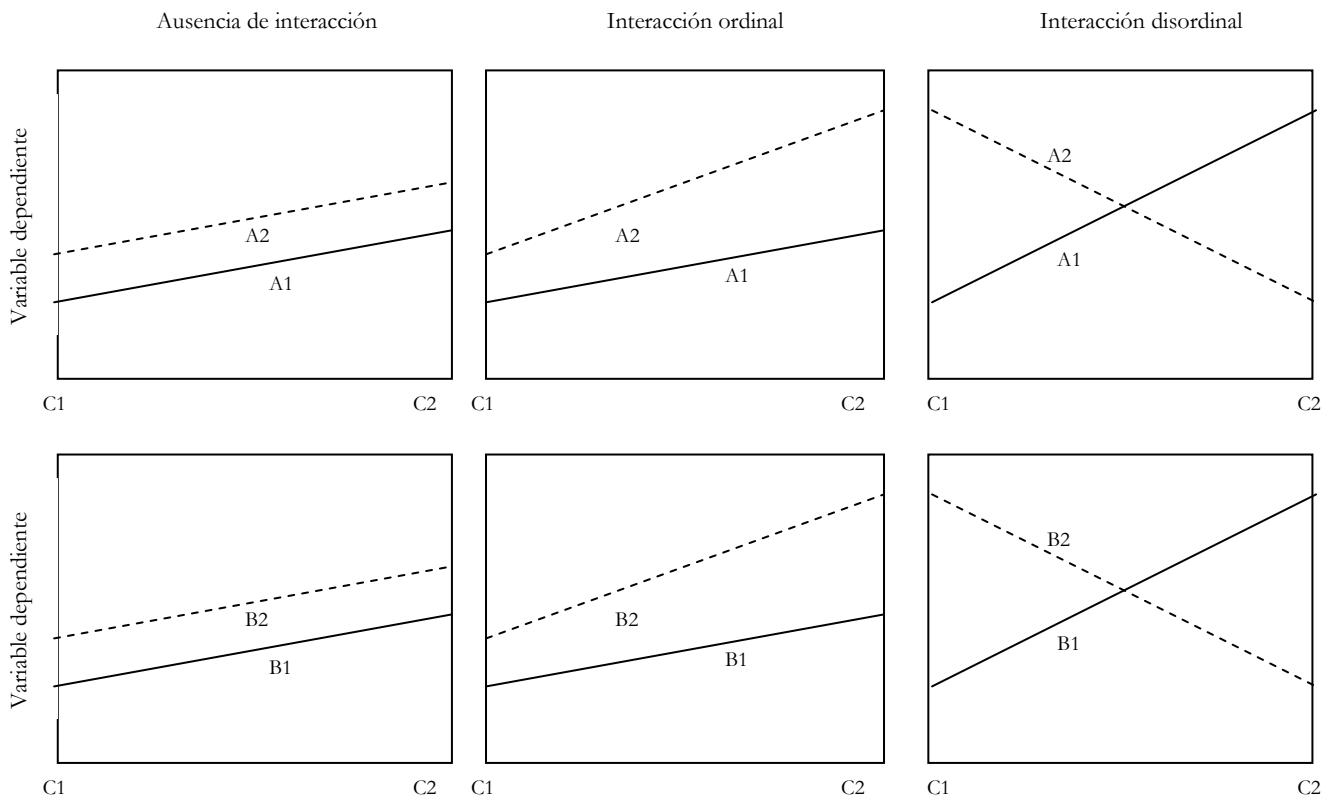 Ausencia de interacción
Interacción ordinal
Interacción disordinal
Variable dependiente
A2
A1
A2
A1
A2
A1
C1
C2
C1
C2
C1
C2
Variable dependiente
B2
B1
B2
B1
B2
B1
C1
C2
C1
C2
C1
C2